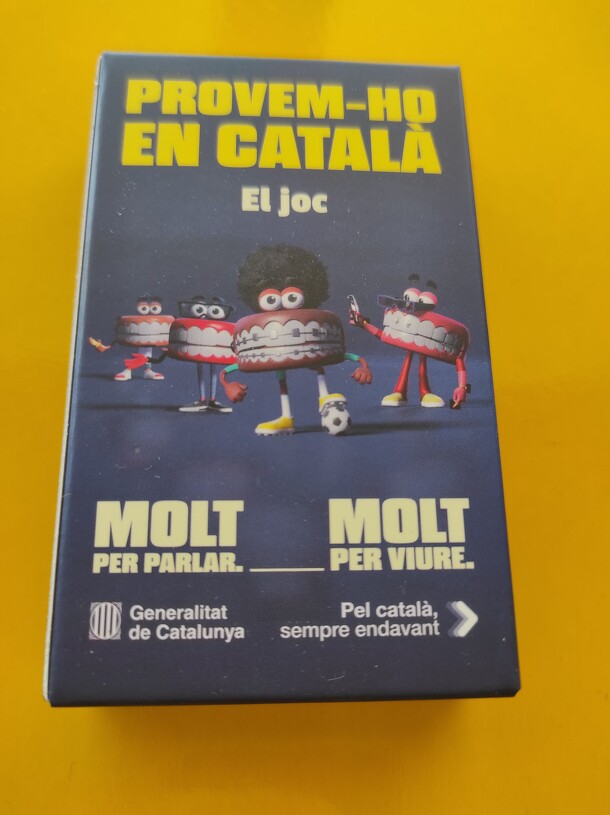 PROVEM-HO
EN CATALÀ
El joc
MOLT
PER PARLAR.
MOLT
PER VIURE.
Generalitat
de Catalunya
Pel català,
sempre endavant